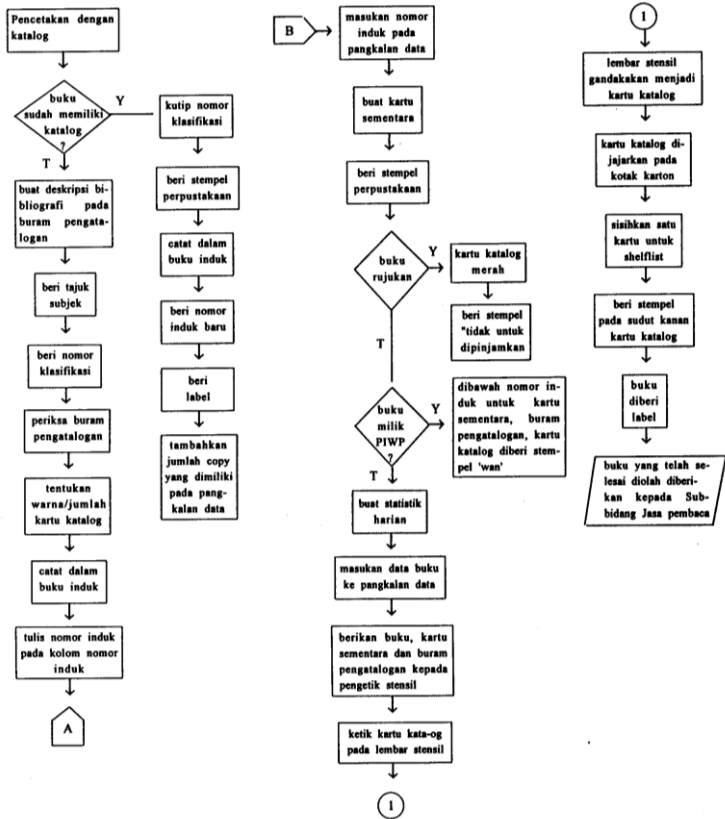 Pencetakan dengan
katalog
buku
sudah memiliki
katalog
?
Y
T
kutip nomor
klasifikasi
beri stempel
perpustakaan
catat dalam
buku induk
beri nomor
induk baru
beri
label
tambahkan
jumlah copy
yang dimiliki
pada pang-
kalan data
buat deskripsi bi-
bliografi pada
buram pengata-
logan
beri tajuk
subjek
beri nomor
klasifikasi
periksa buram
pengatalogan
tentukan
warna/jumlah
kartu katalog
catat dalam
buku induk
tulis nomor induk
pada kolom nomor
induk
A
B
masukan nomor
induk pada
pangkalan data
buat kartu
sementara
beri stempel
perpustakaan
buku
rujukan
Y
T
kartu katalog
merah
beri stempel
"tidak untuk
dipinjamkan
buku
milik
PIWP
?
Y
T
dibawah nomor in-
duk untuk kartu
sementara, buram
pengatalogan, kartu
katalog diberi stem-
pel 'wan'
buat statistik
harian
masukan data buku
ke pangkalan data
berikan buku, kartu
sementara dan buram
pengatalogan kepada
pengetik stensil
ketik kartu kata-og
pada lembar stensil
1
1
lembar stensil
gandakakan menjadi
kartu katalog
kartu katalog di-
jajarkan pada
kotak karton
sisihkan satu
kartu untuk
shelflist
beri stempel
pada sudut kanan
kartu katalog
buku
diberi
label
buku yang telah se-
lesai diolah diberi-
kan kepada Sub-
bidang Jasa pembaca